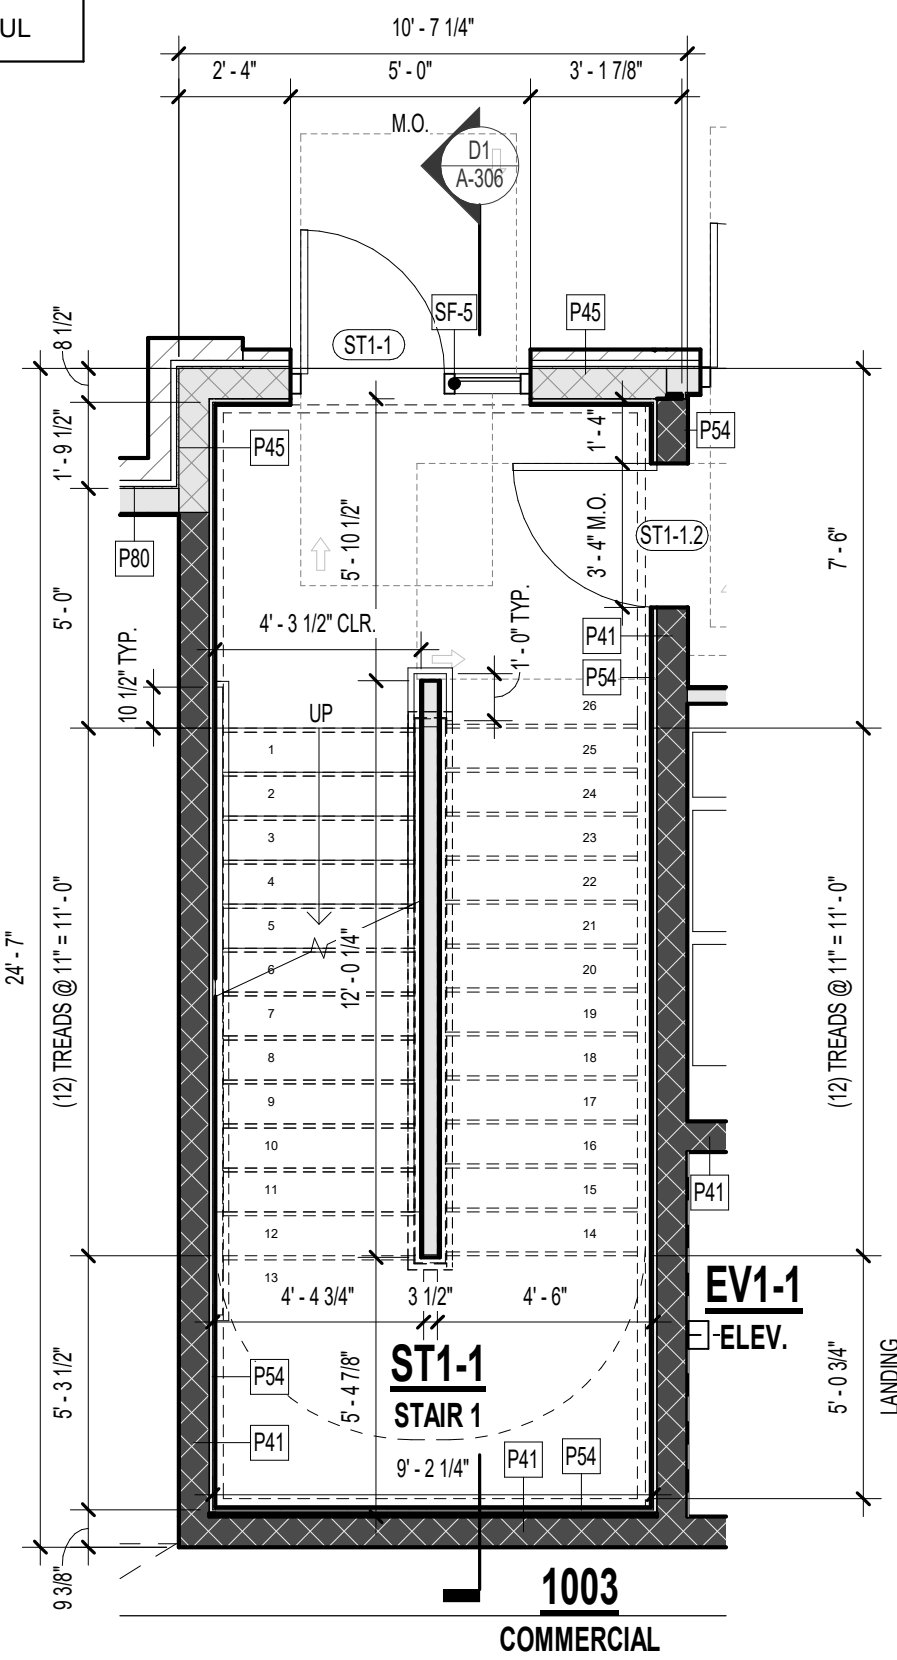 UL
10' - 7 1/4"
2' - 4"
5' - 0"
3' - 1 7/8"
M.O.
D1
A-306
SF-5
P45
ST1-1
8 1/2"
1' - 9 1/2"
P45
1' - 4"
P54
P80
5' - 10 1/2"
3' - 4" M.O.
ST1-1.2
7' - 6"
5' - 0"
4' - 3 1/2" CLR.
1' - 0" TYP.
P41
P54
10 1/2" TYP.
UP
26
1
25
2
24
3
23
4
22
5
21
6
20
7
19
8
18
9
17
10
16
11
15
12
14
13
24' - 7"
(12) TREADS @ 11" = 11' - 0"
12' - 0 1/4"
(12) TREADS @ 11" = 11' - 0"
P41
4' - 4 3/4"
3 1/2"
4' - 6"
EV1-1
ELEV.
ST1-1
STAIR 1
5' - 3 1/2"
P54
5' - 4 7/8"
5' - 0 3/4"
LANDING
P41
9' - 2 1/4"
P41
P54
9 3/8"
1003
COMMERCIAL